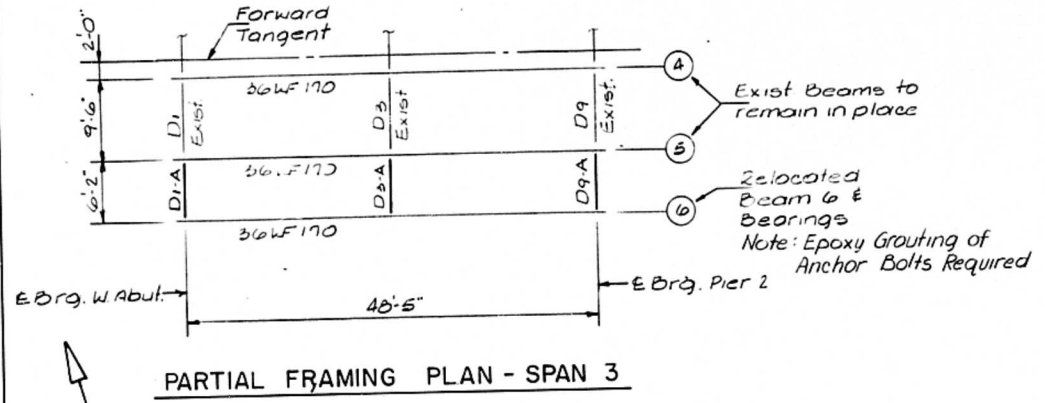 Forward
Tangent
2'-0"
9'-6"
6'-2"
36WF170
36WF170
36WF170
D1
Exist.
D3
Exist
D9
Exist.
D1-A
D3-A
D9-A
4
5
6
Exist Beams to
remain in place
Relocated
Beam 6 &
Bearings
Note: Epoxy Grouting of
Anchor Bolts Required
℄ Brg. W. Abut.
℄ Brg. Pier 2
48'-5"
PARTIAL FRAMING PLAN - SPAN 3